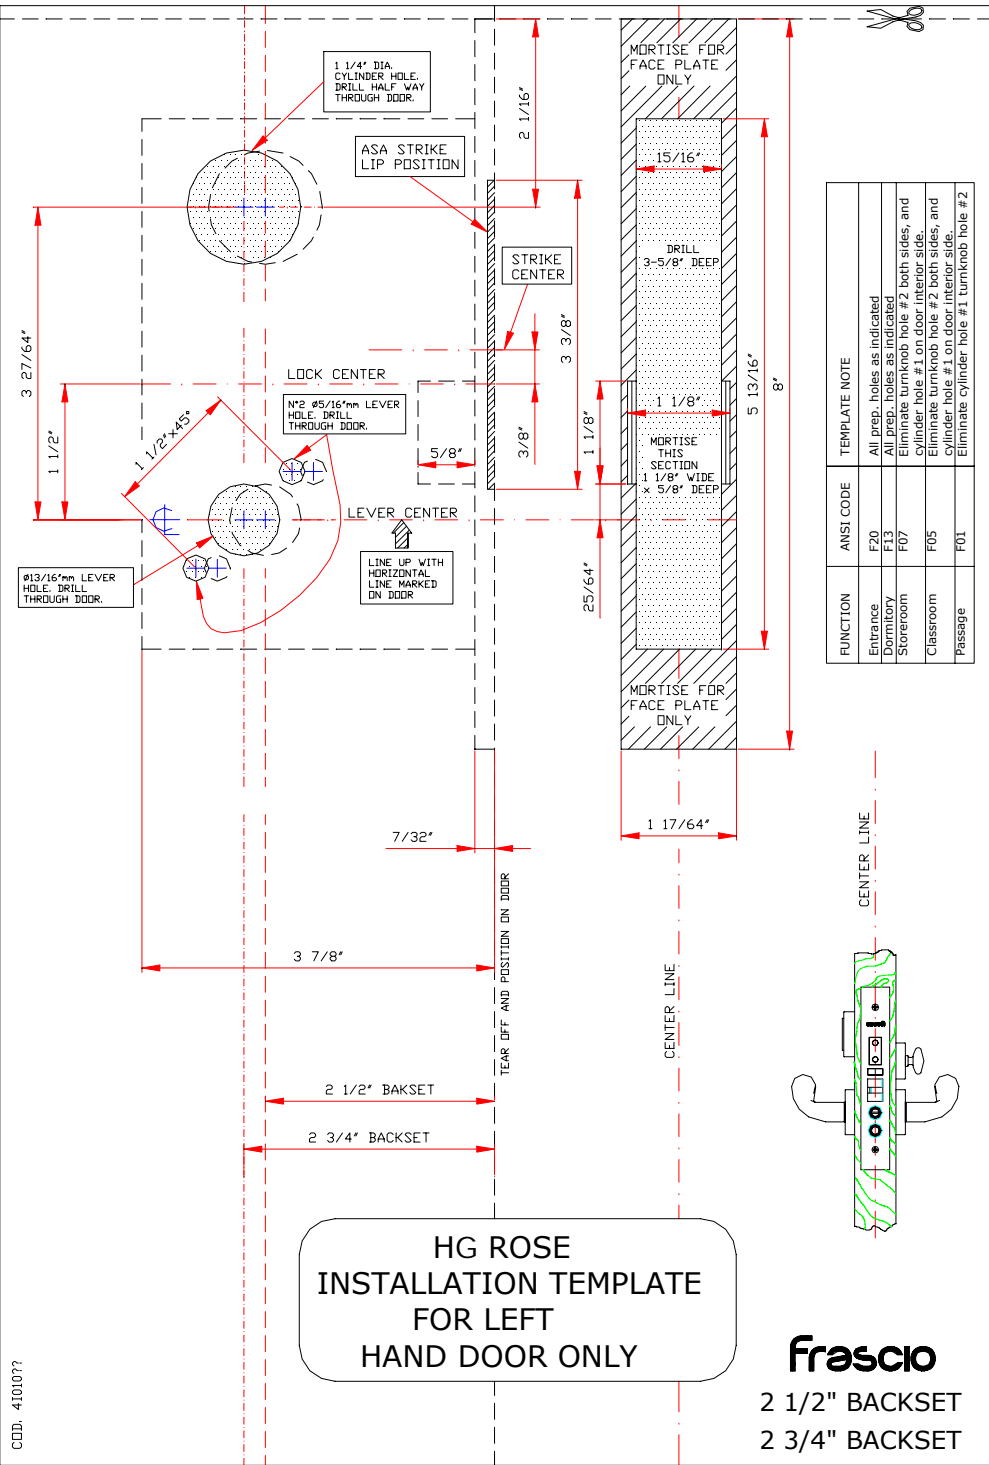 1 1/4" DIA.
CYLINDER HOLE.
DRILL HALF WAY
THROUGH DOOR.
ASA STRIKE
LIP POSITION
STRIKE
CENTER
2 1/16"
3 3/8"
3 27/64"
1 1/2"
1 1/2"x45°
LOCK CENTER
N°2 ø5/16"mm LEVER
HOLE. DRILL
THROUGH DOOR.
5/8"
3/8"
1 1/8"
LEVER CENTER
LINE UP WITH
HORIZONTAL
LINE MARKED
ON DOOR
ø13/16"mm LEVER
HOLE. DRILL
THROUGH DOOR.
25/64"
MORTISE FOR
FACE PLATE
ONLY
15/16"
DRILL
3-5/8" DEEP
1 1/8"
MORTISE
THIS
SECTION
1 1/8" WIDE
x 5/8" DEEP
5 13/16"
8"
MORTISE FOR
FACE PLATE
ONLY
1 17/64"
7/32"
3 7/8"
TEAR OFF AND POSITION ON DOOR
CENTER LINE
CENTER LINE
2 1/2" BAKSET
2 3/4" BACKSET
FUNCTION ANSI CODE TEMPLATE NOTE
Entrance F20 All prep. holes as indicated
Dormitory F13 All prep. holes as indicated
Storeroom F07 Eliminate turnknob hole #2 both sides, and
cylinder hole #1 on door interior side.
Classroom F05 Eliminate turnknob hole #2 both sides, and
cylinder hole #1 on door interior side.
Passage F01 Eliminate cylinder hole #1 turnknob hole #2
HG ROSE
INSTALLATION TEMPLATE
FOR LEFT
HAND DOOR ONLY
Frascio
2 1/2" BACKSET
2 3/4" BACKSET
COD. 41010??